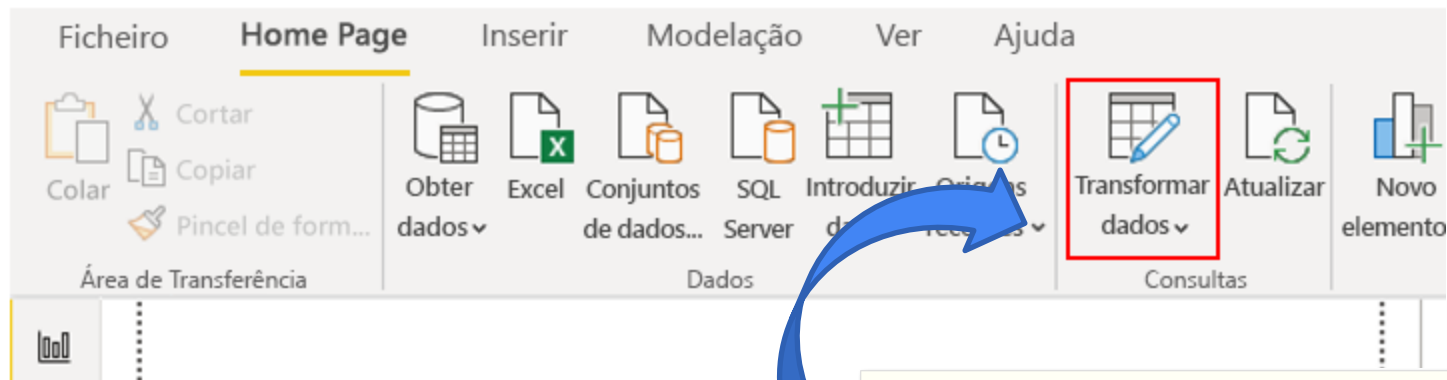 Ficheiro Home Page Inserir Modelação Ver Ajuda
Colar
Cortar
Copiar
Pincel de form...
Área de Transferência
Obter
dados
Excel
Conjuntos
de dados...
SQL
Server
Introduzir
Dados
Transformar
dados
Atualizar
Consultas
Novo
elemento